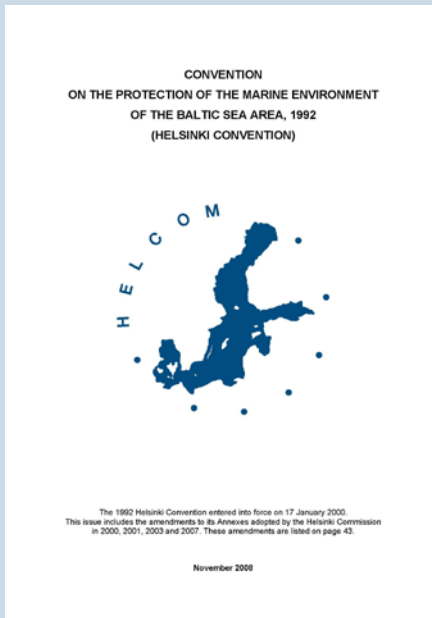 CONVENTION
ON THE PROTECTION OF THE MARINE ENVIRONMENT
OF THE BALTIC SEA AREA, 1992
(HELSINKI CONVENTION)
HELCOM
The 1992 Helsinki Convention entered into force on 17 January 2000.
This issue includes the amendments to its Annexes adopted by the Helsinki Commission
in 2000, 2001, 2003 and 2007. These amendments are listed on page 43.
November 2008